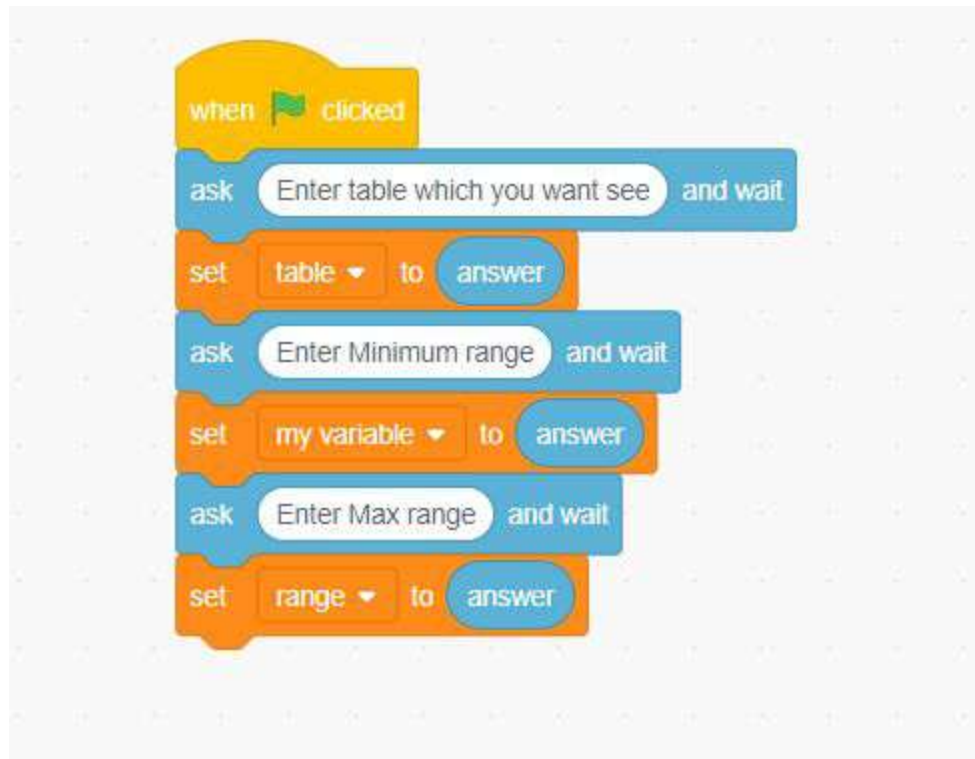 when clicked
ask Enter table which you want see and wait
set table to answer
ask Enter Minimum range and wait
set my variable to answer
ask Enter Max range and wait
set range to answer